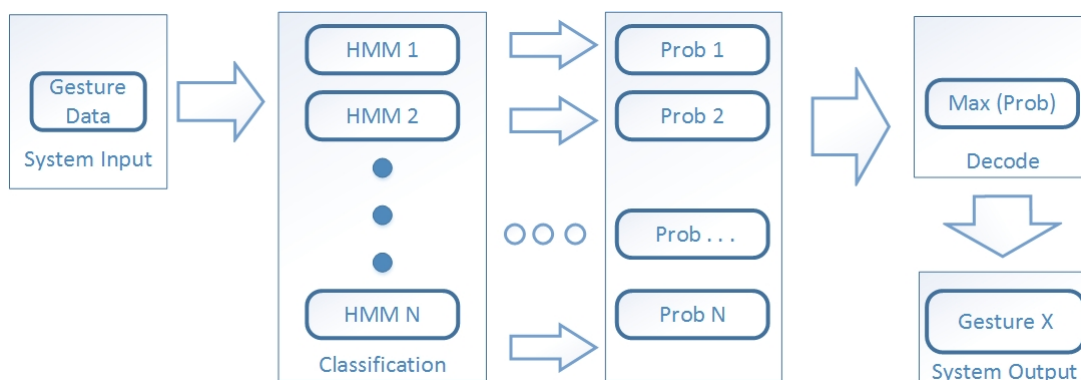 Gesture
Data
System Input
HMM 1
HMM 2
HMM N
Classification
Prob 1
Prob 2
Prob . . .
Prob N
Max (Prob)
Decode
Gesture X
System Output